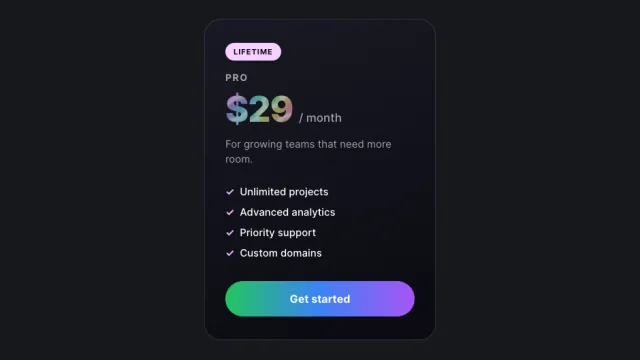 LIFETIME
PRO
$29 / month
For growing teams that need more
room.
✓ Unlimited projects
✓ Advanced analytics
✓ Priority support
✓ Custom domains
Get started